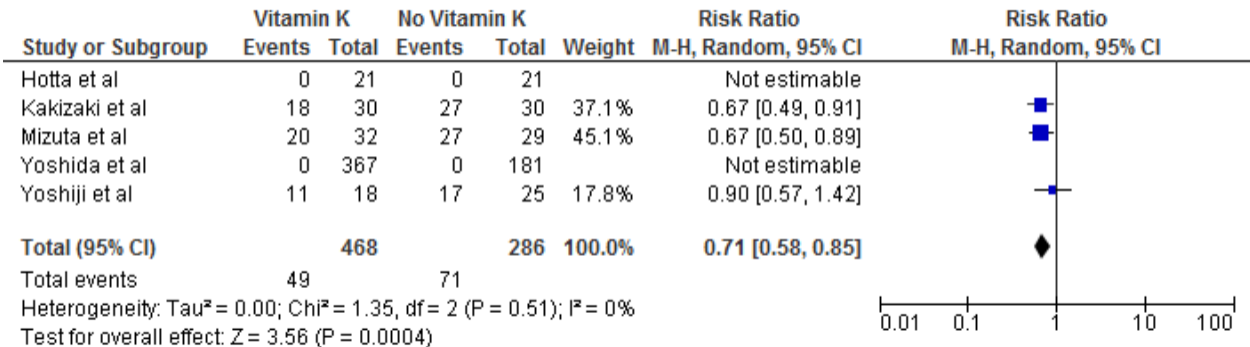 Vitamin K No Vitamin K Risk Ratio Risk Ratio
Study or Subgroup Events Total Events Total Weight M-H, Random, 95% CI M-H, Random, 95% CI
Hotta et al 0 21 0 21 Not estimable
Kakizaki et al 18 30 27 30 37.1% 0.67 [0.49, 0.91]
Mizuta et al 20 32 27 29 45.1% 0.67 [0.50, 0.89]
Yoshida et al 0 367 0 181 Not estimable
Yoshiji et al 11 18 17 25 17.8% 0.90 [0.57, 1.42]
Total (95% CI) 468 286 100.0% 0.71 [0.58, 0.85]
Total events 49 71
Heterogeneity: Tau² = 0.00; Chi² = 1.35, df = 2 (P = 0.51); I² = 0%
Test for overall effect: Z = 3.56 (P = 0.0004)
0.01 0.1 1 10 100